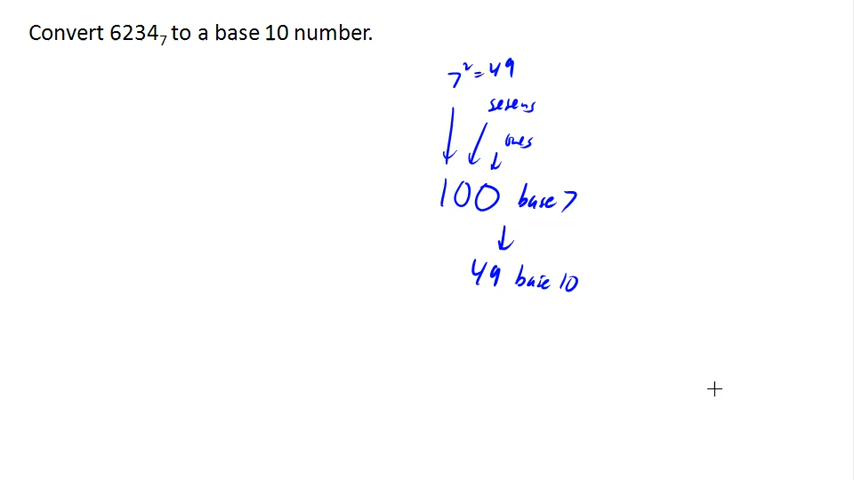 Convert 6234₇ to a base 10 number.
7² = 49
sevens
ones
100 base 7
49 base 10